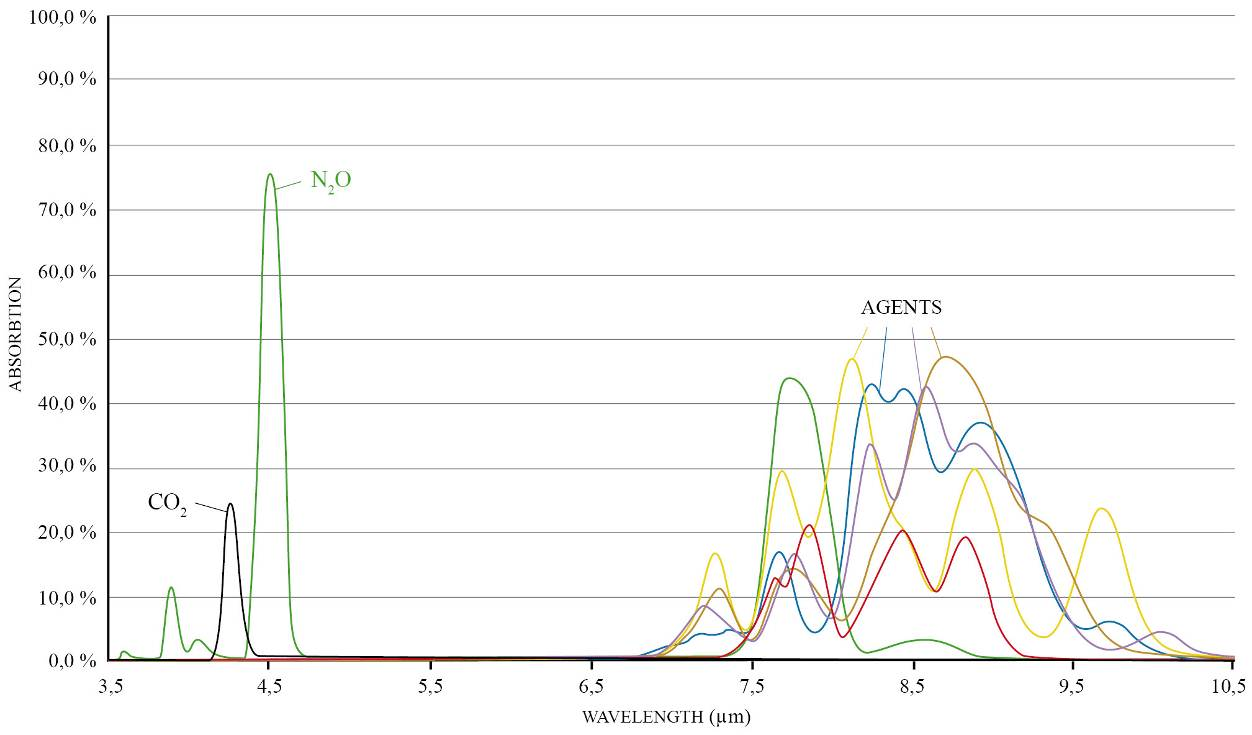 100,0 %
90,0 %
80,0 %
70,0 %
60,0 %
50,0 %
40,0 %
30,0 %
20,0 %
10,0 %
0,0 %
ABSORBTION
N₂O
CO₂
AGENTS
3,5 4,5 5,5 6,5 7,5 8,5 9,5 10,5
WAVELENGTH (µm)